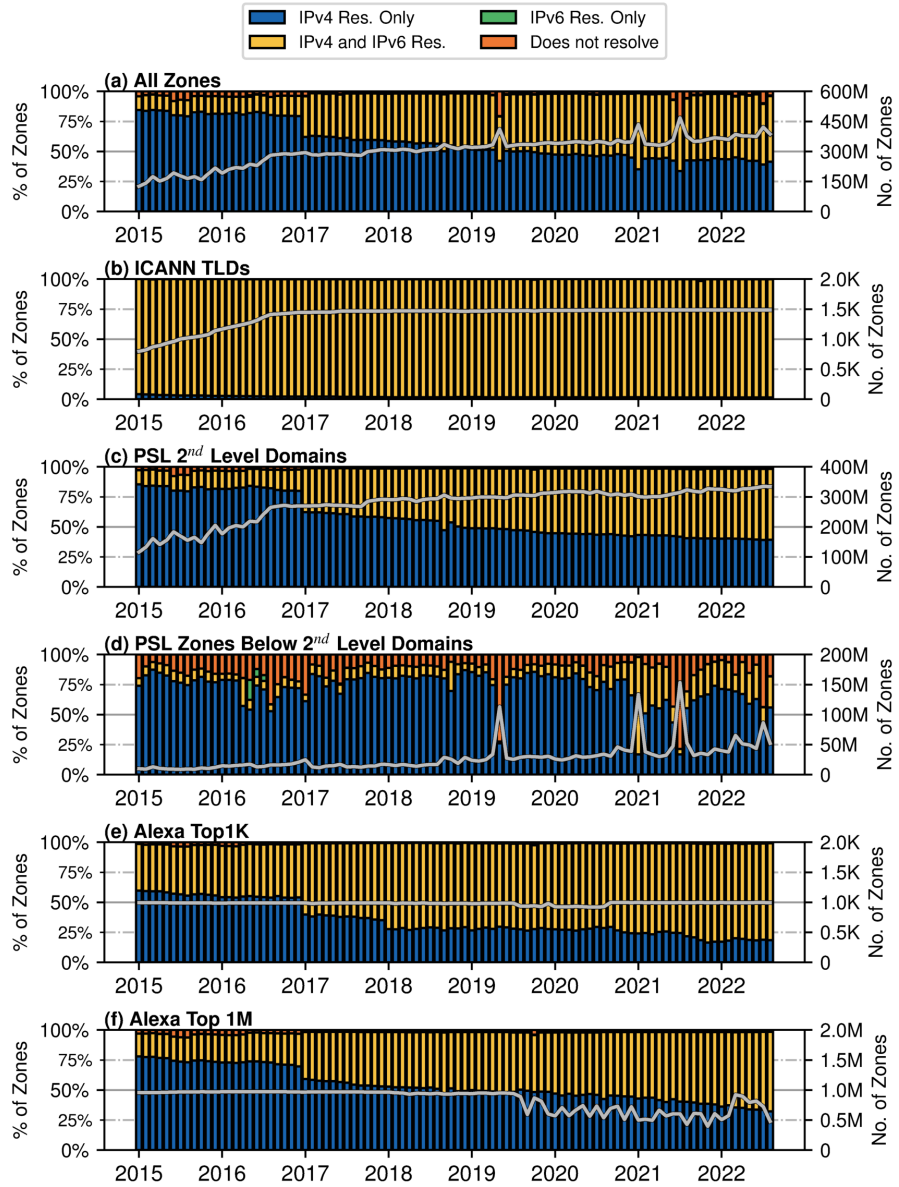 IPv4 Res. Only
IPv6 Res. Only
IPv4 and IPv6 Res.
Does not resolve
(a) All Zones
% of Zones
100%
75%
50%
25%
0%
600M
450M
300M
150M
0
No. of Zones
2015 2016 2017 2018 2019 2020 2021 2022
(b) ICANN TLDs
% of Zones
100%
75%
50%
25%
0%
2.0K
1.5K
1.0K
0.5K
0
No. of Zones
2015 2016 2017 2018 2019 2020 2021 2022
(c) PSL 2nd Level Domains
% of Zones
100%
75%
50%
25%
0%
400M
300M
200M
100M
0
No. of Zones
2015 2016 2017 2018 2019 2020 2021 2022
(d) PSL Zones Below 2nd Level Domains
% of Zones
100%
75%
50%
25%
0%
200M
150M
100M
50M
0
No. of Zones
2015 2016 2017 2018 2019 2020 2021 2022
(e) Alexa Top1K
% of Zones
100%
75%
50%
25%
0%
2.0K
1.5K
1.0K
0.5K
0
No. of Zones
2015 2016 2017 2018 2019 2020 2021 2022
(f) Alexa Top 1M
% of Zones
100%
75%
50%
25%
0%
2.0M
1.5M
1.0M
0.5M
0
No. of Zones
2015 2016 2017 2018 2019 2020 2021 2022